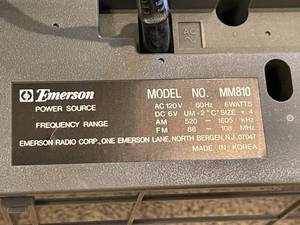 AC IN
Emerson MODEL NO. MM810
POWER SOURCE AC 120V 60Hz 6WATTS
DC 6V UM-2 "C" SIZE × 4
FREQUENCY RANGE AM 520 - 1605 kHz
FM 88 - 108 MHz
EMERSON RADIO CORP., ONE EMERSON LANE, NORTH BERGEN, N.J. 07047
MADE IN KOREA